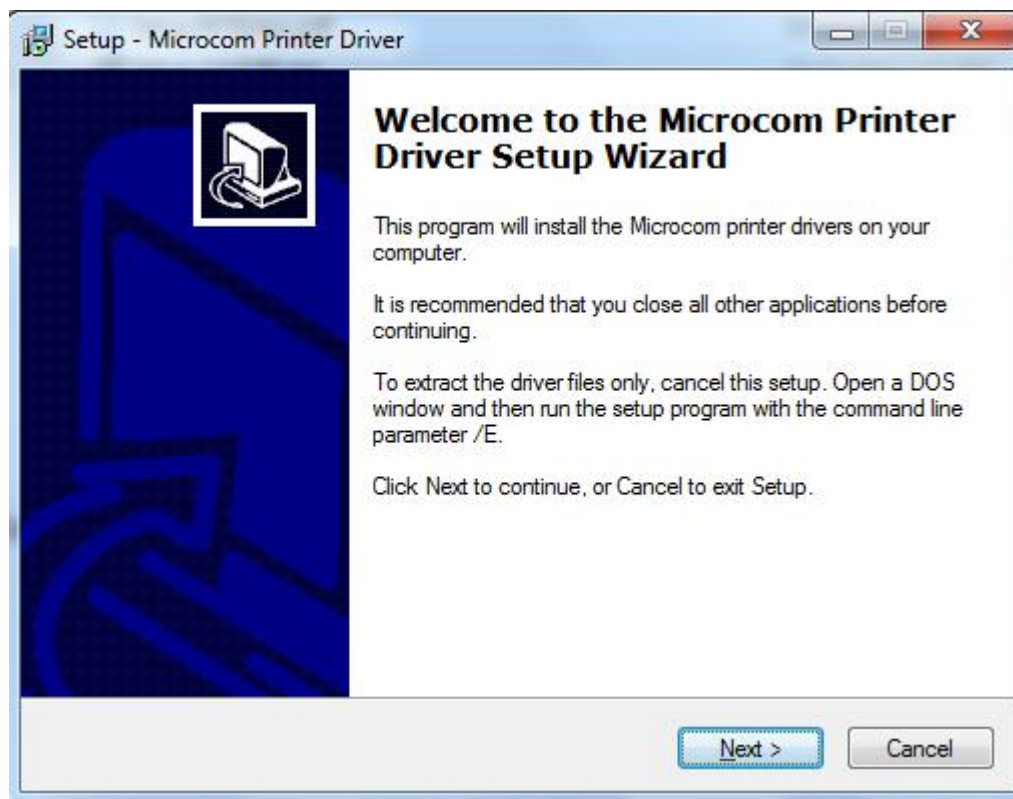 Setup - Microcom Printer Driver
Welcome to the Microcom Printer
Driver Setup Wizard
This program will install the Microcom printer drivers on your
computer.
It is recommended that you close all other applications before
continuing.
To extract the driver files only, cancel this setup. Open a DOS
window and then run the setup program with the command line
parameter /E.
Click Next to continue, or Cancel to exit Setup.
Next > Cancel